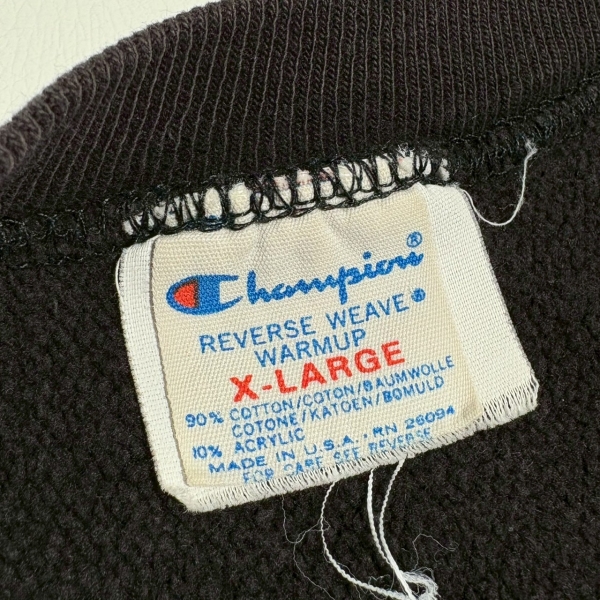 Champion®
REVERSE WEAVE®
WARMUP
X-LARGE
90% COTTON/COTON/BAUMWOLLE
COTONE/KATOEN/BOMULD
10% ACRYLIC
MADE IN U.S.A., RN 26094
FOR CARE SEE REVERSE